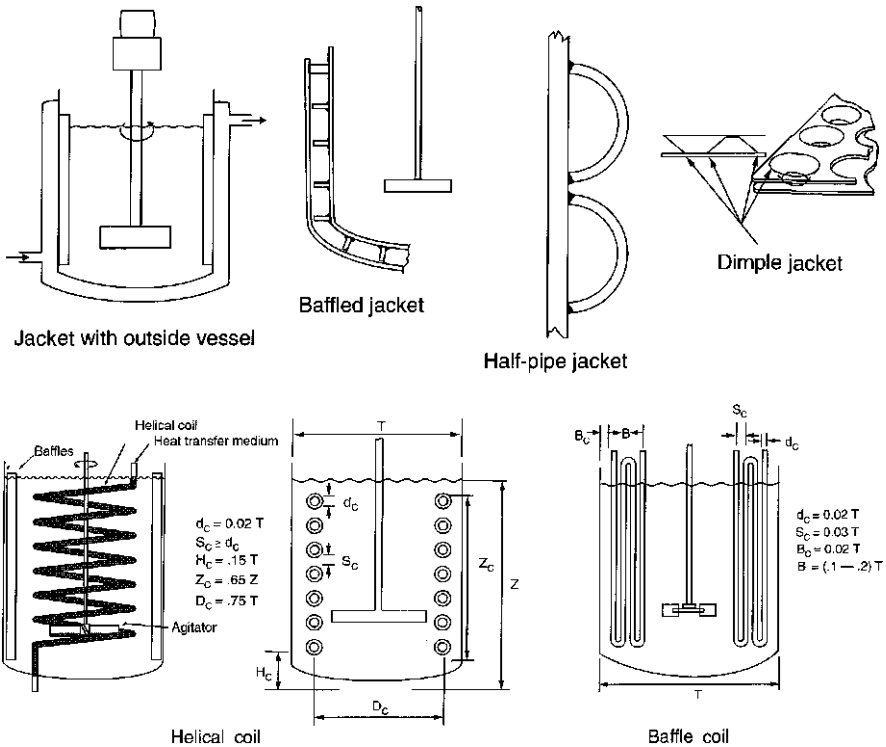 Jacket with outside vessel
Baffled jacket
Half-pipe jacket
Dimple jacket
Helical coil
Heat transfer medium
Baffles
Agitator
d_C = 0.02 T
S_C ≥ d_C
H_C = .15 T
Z_C = .65 Z
D_C = .75 T
T
d_C
S_C
Z_C
Z
H_C
D_C
Helical coil
S_C
B_C
B
d_C
d_C = 0.02 T
S_C = 0.03 T
B_C = 0.02 T
B = (.1 — .2) T
T
Baffle coil